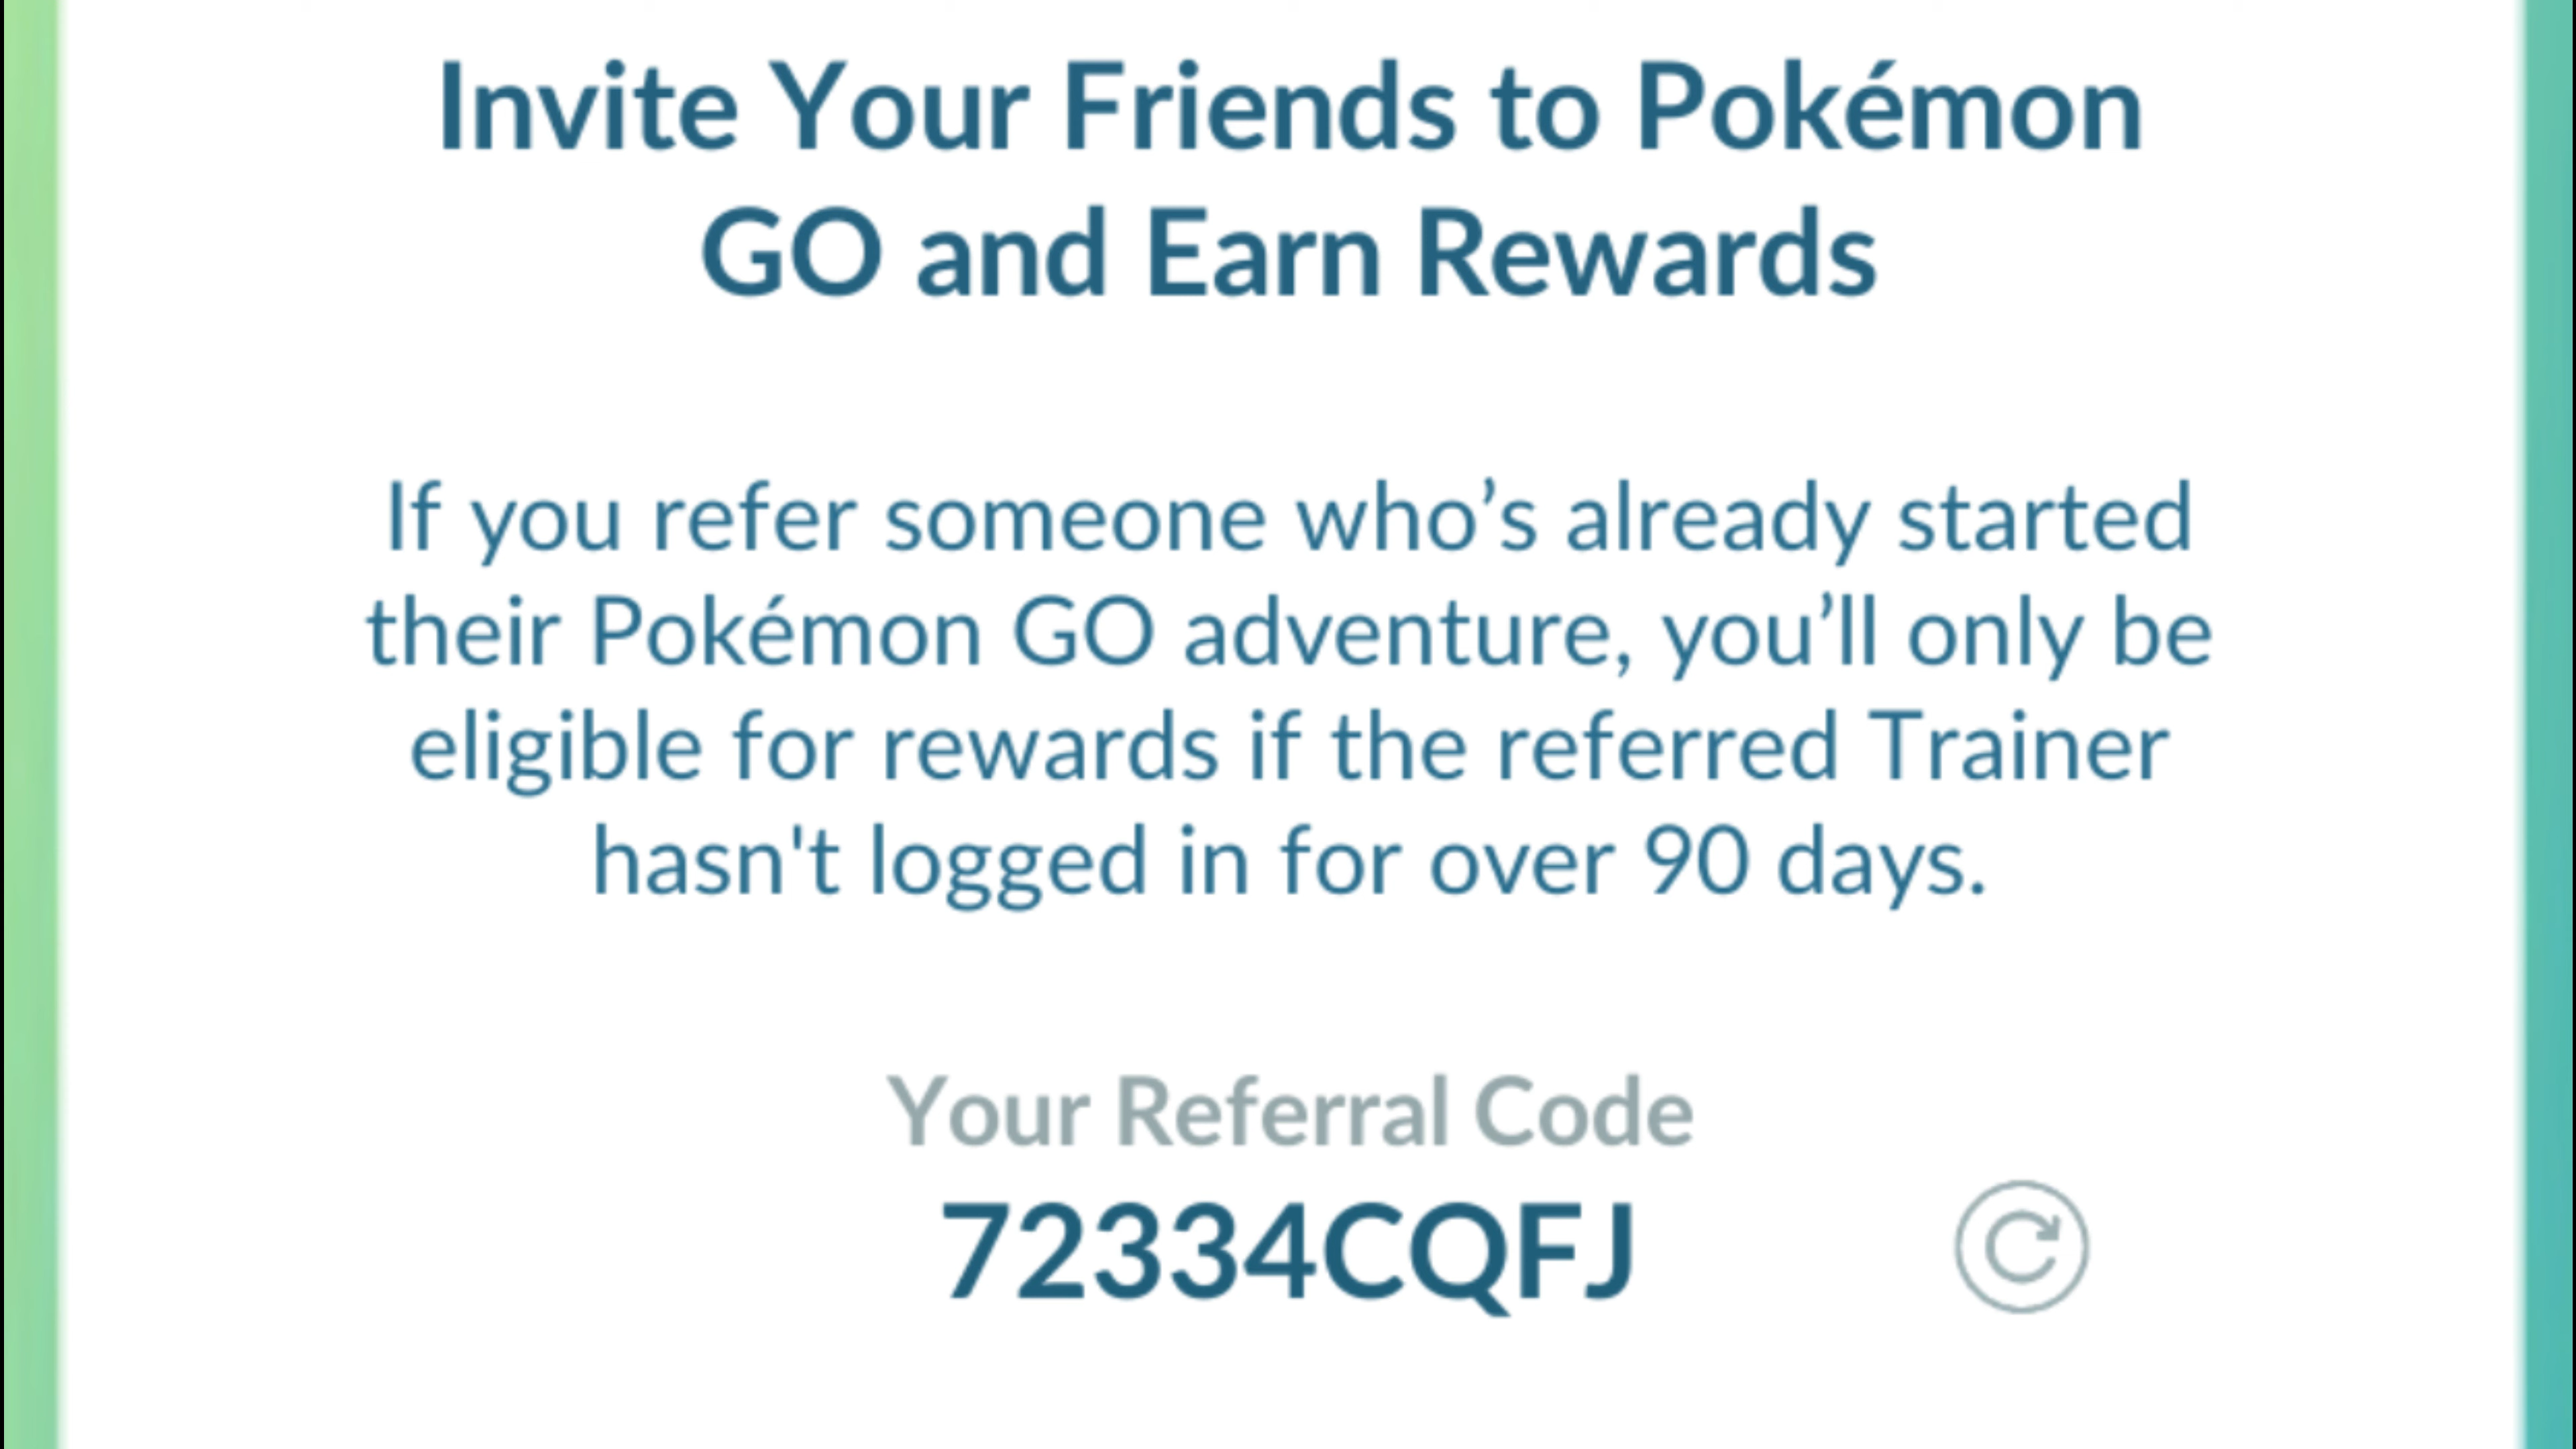 Invite Your Friends to Pokémon
GO and Earn Rewards
If you refer someone who’s already started
their Pokémon GO adventure, you’ll only be
eligible for rewards if the referred Trainer
hasn't logged in for over 90 days.
Your Referral Code
72334CQFJ